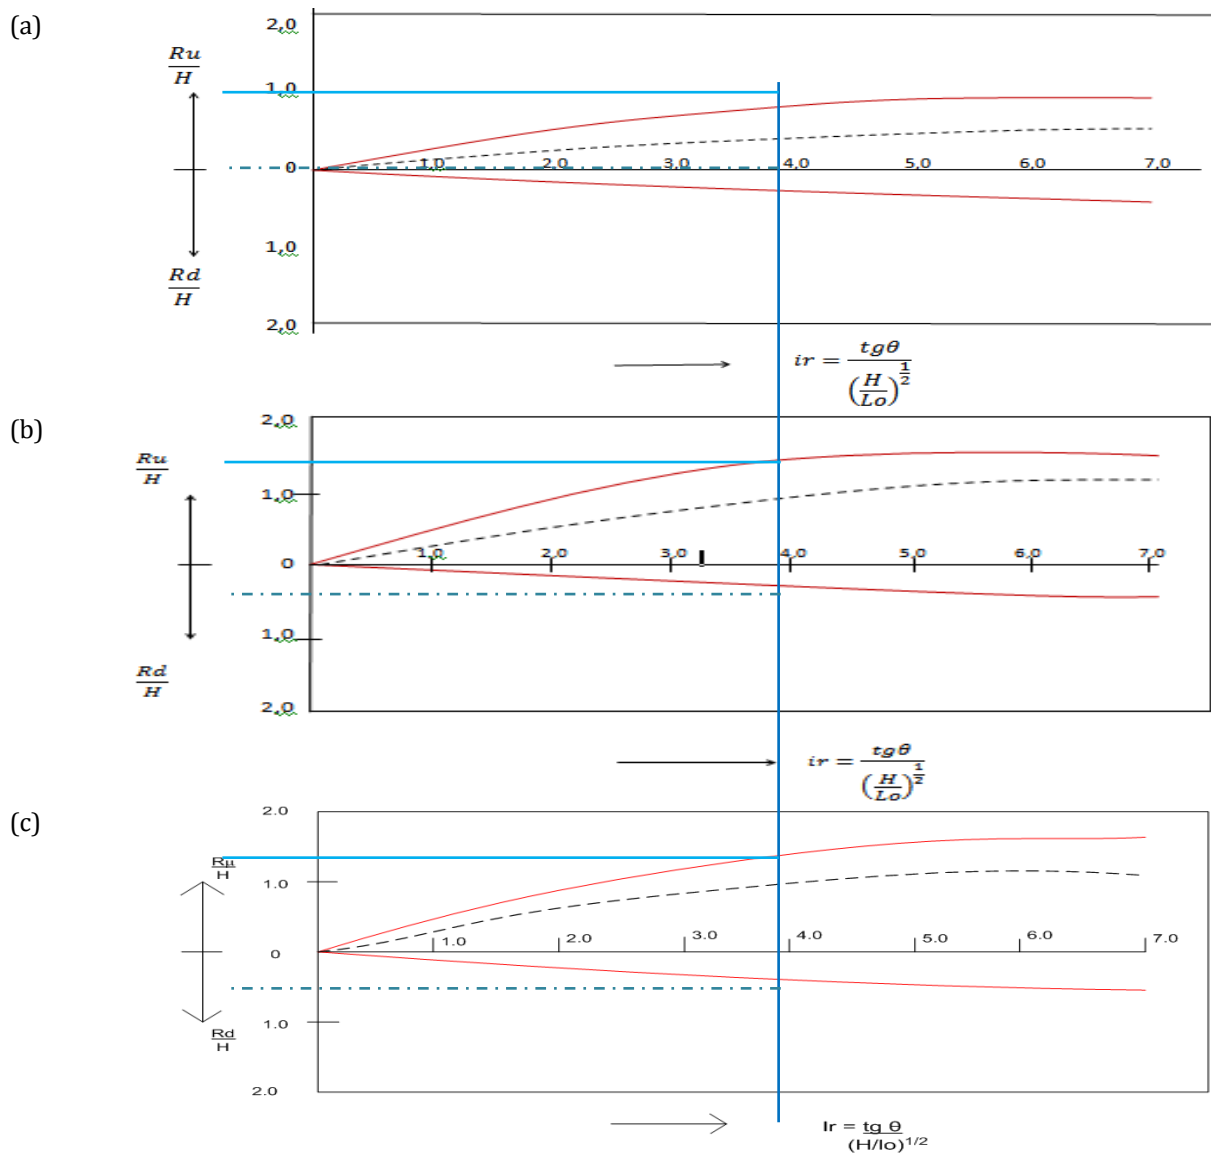 (a)
2,0
Ru
H
1,0
0
1,0 2,0 3,0 4,0 5,0 6,0 7,0
1,0
Rd
H
2,0
ir = tgθ / (H/Lo)^1/2
(b)
2,0
Ru
H
1,0
0
1,0 2,0 3,0 4,0 5,0 6,0 7,0
1,0
Rd
H
2,0
ir = tgθ / (H/Lo)^1/2
(c)
2.0
Rμ
H
1.0
0
1.0 2.0 3.0 4.0 5.0 6.0 7.0
1.0
Rd
H
2.0
Ir = tg θ
(H/lo)1/2